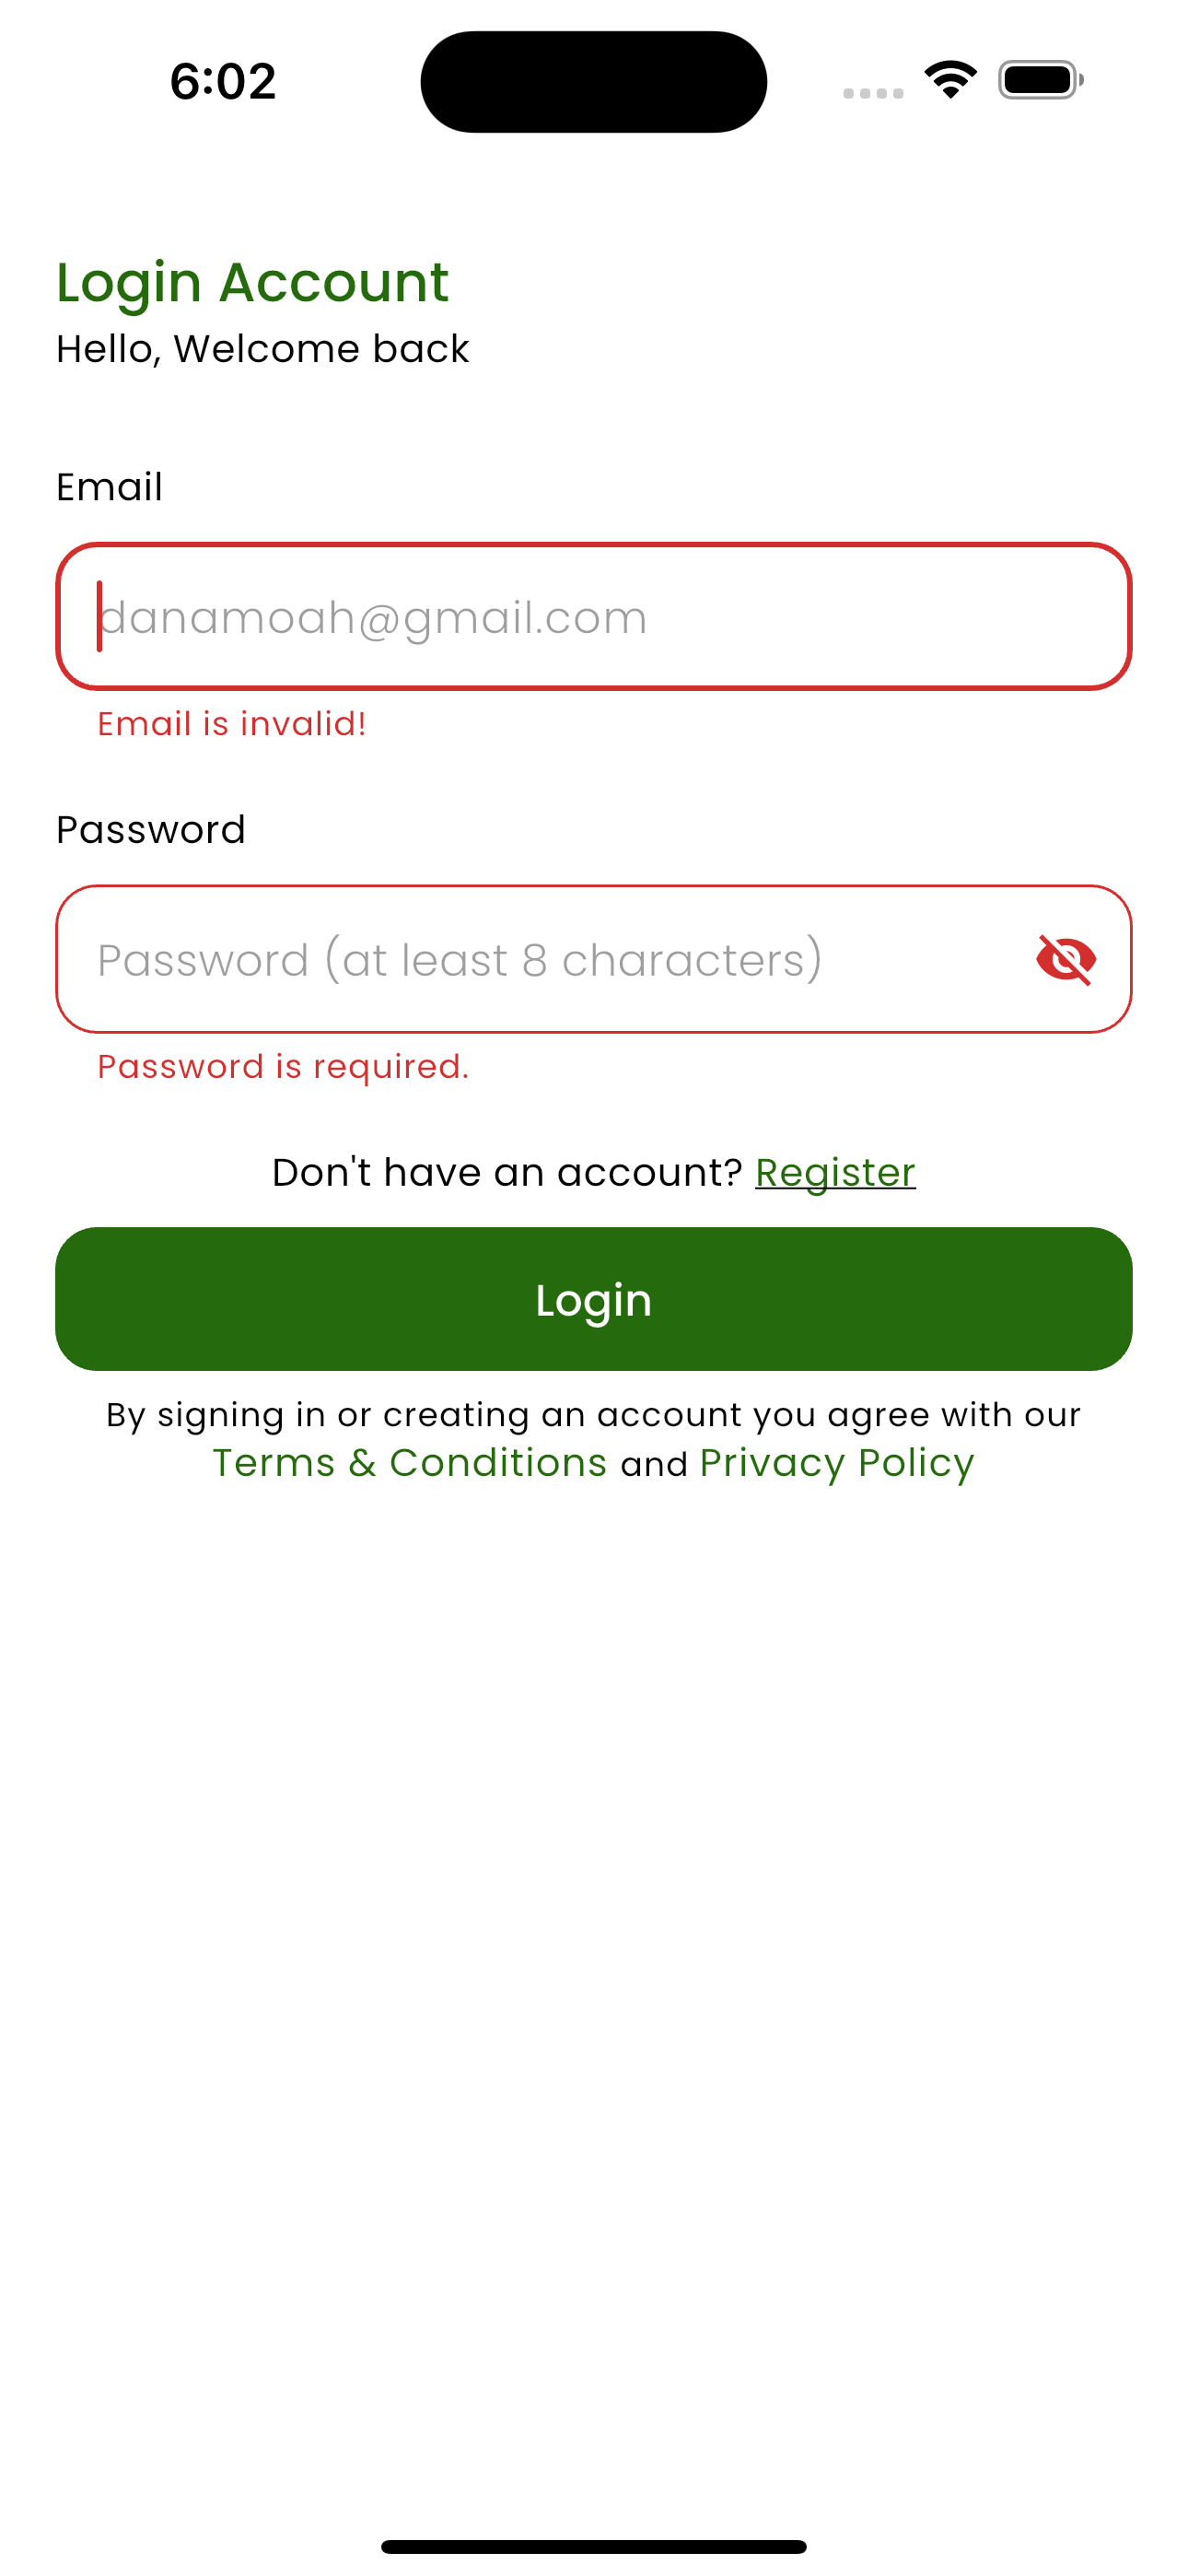 6:02
Login Account
Hello, Welcome back
Email
danamoah@gmail.com
Email is invalid!
Password
Password (at least 8 characters)
Password is required.
Don't have an account? Register
Login
By signing in or creating an account you agree with our
Terms & Conditions and Privacy Policy